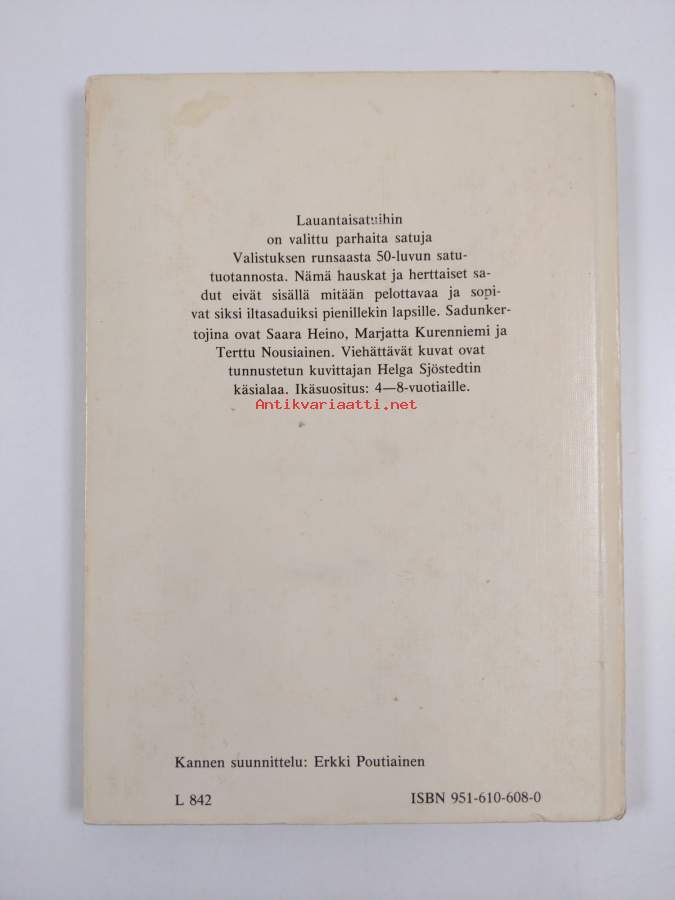 Lauantaisatuihin
on valittu parhaita satuja
Valistuksen runsaasta 50-luvun satu-
tuotannosta. Nämä hauskat ja herttaiset sa-
dut eivät sisällä mitään pelottavaa ja sopi-
vat siksi iltasaduiksi pienillekin lapsille. Sadunker-
tojina ovat Saara Heino, Marjatta Kurenniemi ja
Terttu Nousiainen. Viehättävät kuvat ovat
tunnustetun kuvittajan Helga Sjöstedtin
käsialaa. Ikäsuositus: 4—8-vuotiaille.
Antikvariaatti.net
Kannen suunnittelu: Erkki Poutiainen
L 842
ISBN 951-610-608-0